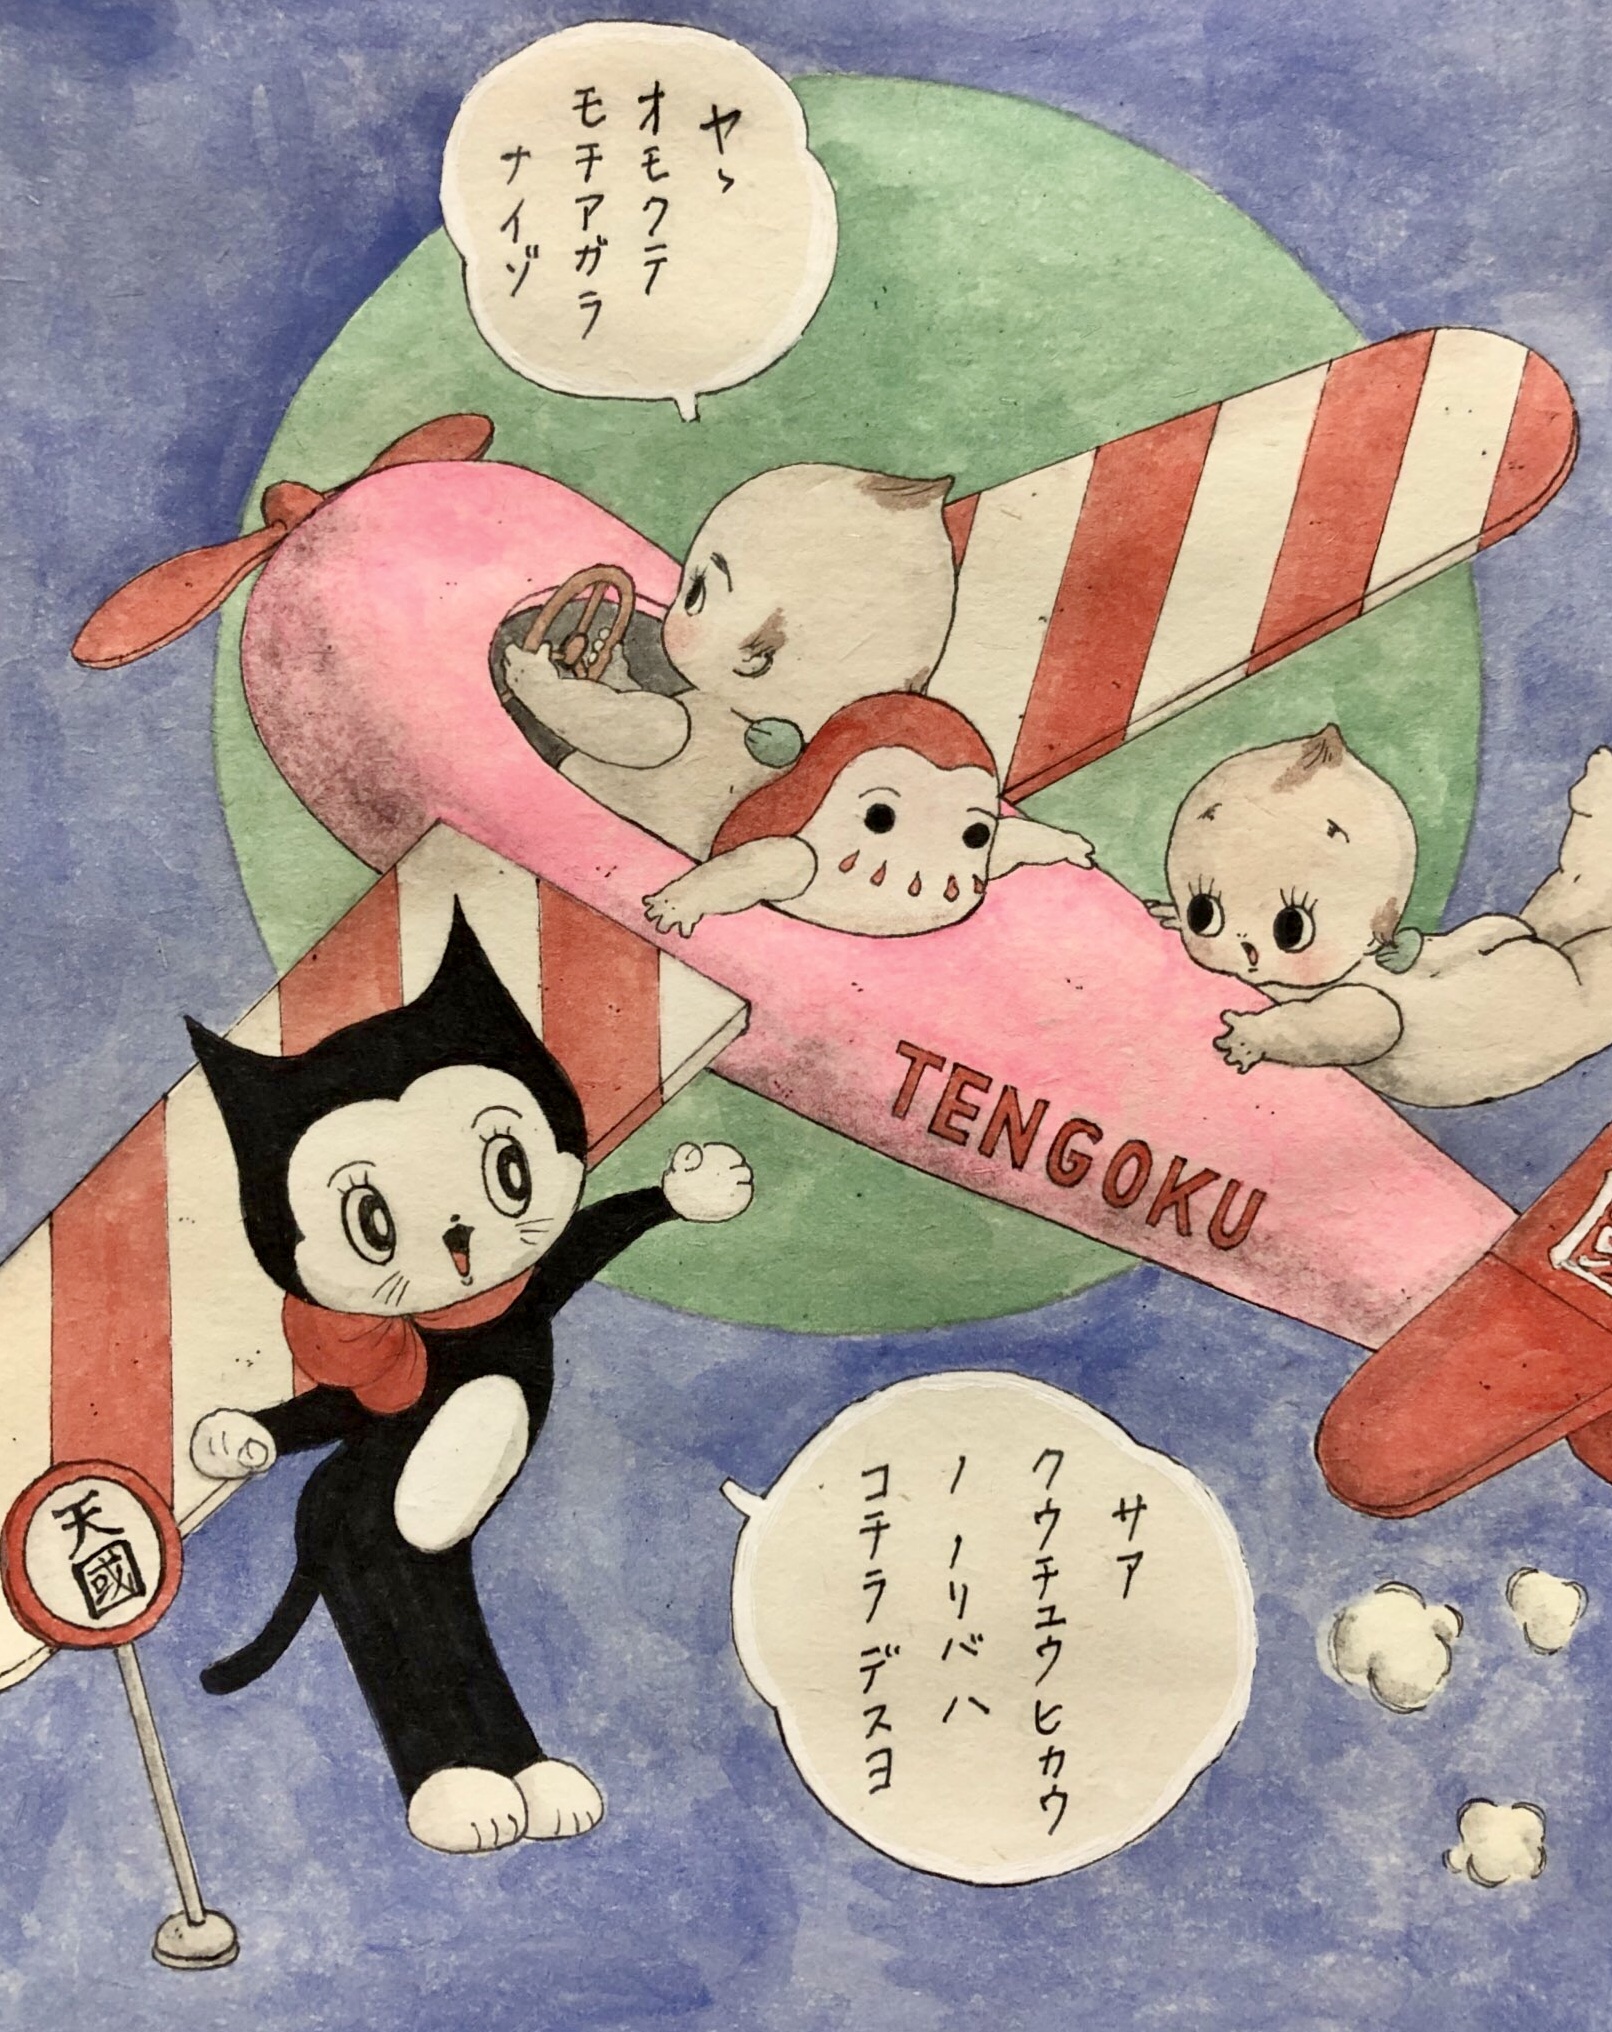 ヤヽ
オモクテ
モチアガラ
ナイゾ
TENGOKU
天
國
サア
クウチユウヒカウ
ノノリバハ
コチラデスヨ